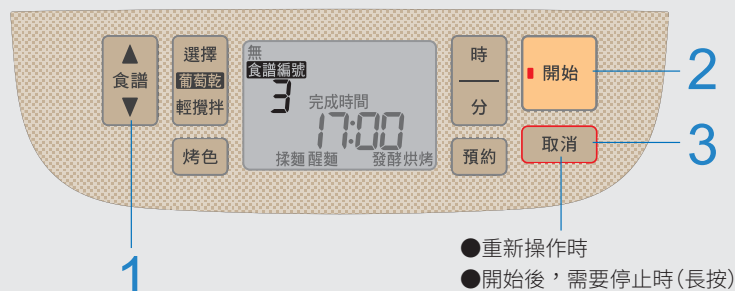 ▲
食譜
▼
選擇
葡萄乾
輕攪拌
烤色
無
食譜編號
3
完成時間
17:00
揉麵 醒麵 發酵 烘烤
時
分
預約
開始
取消
1
2
3
●重新操作時
●開始後，需要停止時(長按)